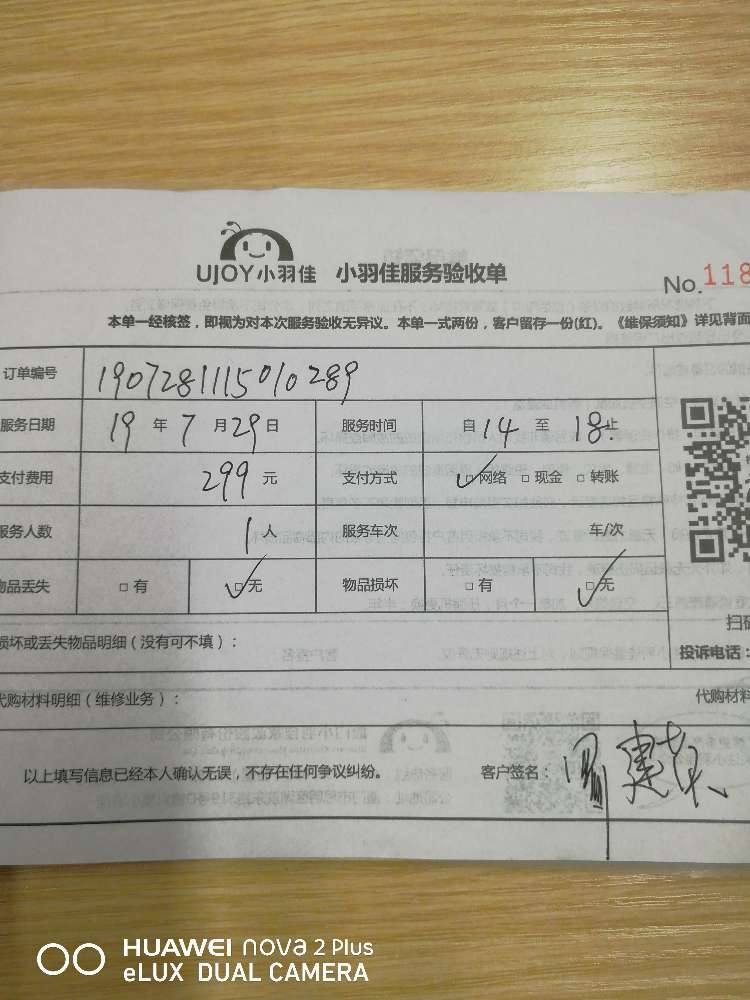 UJOY小羽佳 小羽佳服务验收单
No.118
本单一经核签，即视为对本次服务验收无异议。本单一式两份，客户留存一份(红)。《维保须知》详见背面
订单编号 1907281115010289
服务日期 19 年 7 月 29 日 服务时间 自 14 至 18 止
支付费用 299 元 支付方式 ☑ 网络 □ 现金 □ 转账
服务人数 1 人 服务车次 车/次
物品丢失 □ 有 ☑ 无 物品损坏 □ 有 ☑ 无
损坏或丢失物品明细（没有可不填）：
扫码
投诉电话：
代购材料明细（维修业务）： 代购材料
以上填写信息已经本人确认无误，不存在任何争议纠纷。 客户签名：
HUAWEI nova 2 Plus
eLUX DUAL CAMERA